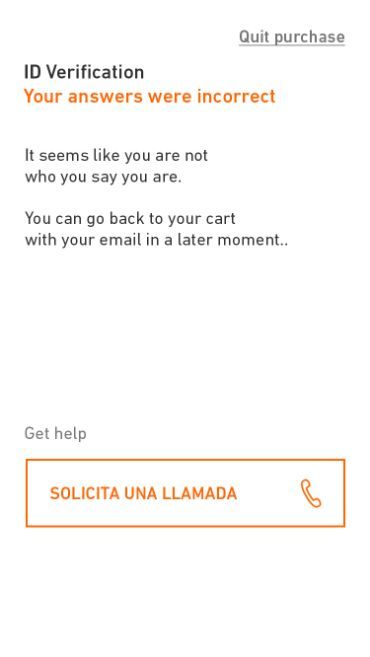 Quit purchase
ID Verification
Your answers were incorrect
It seems like you are not
who you say you are.
You can go back to your cart
with your email in a later moment..
Get help
SOLICITA UNA LLAMADA